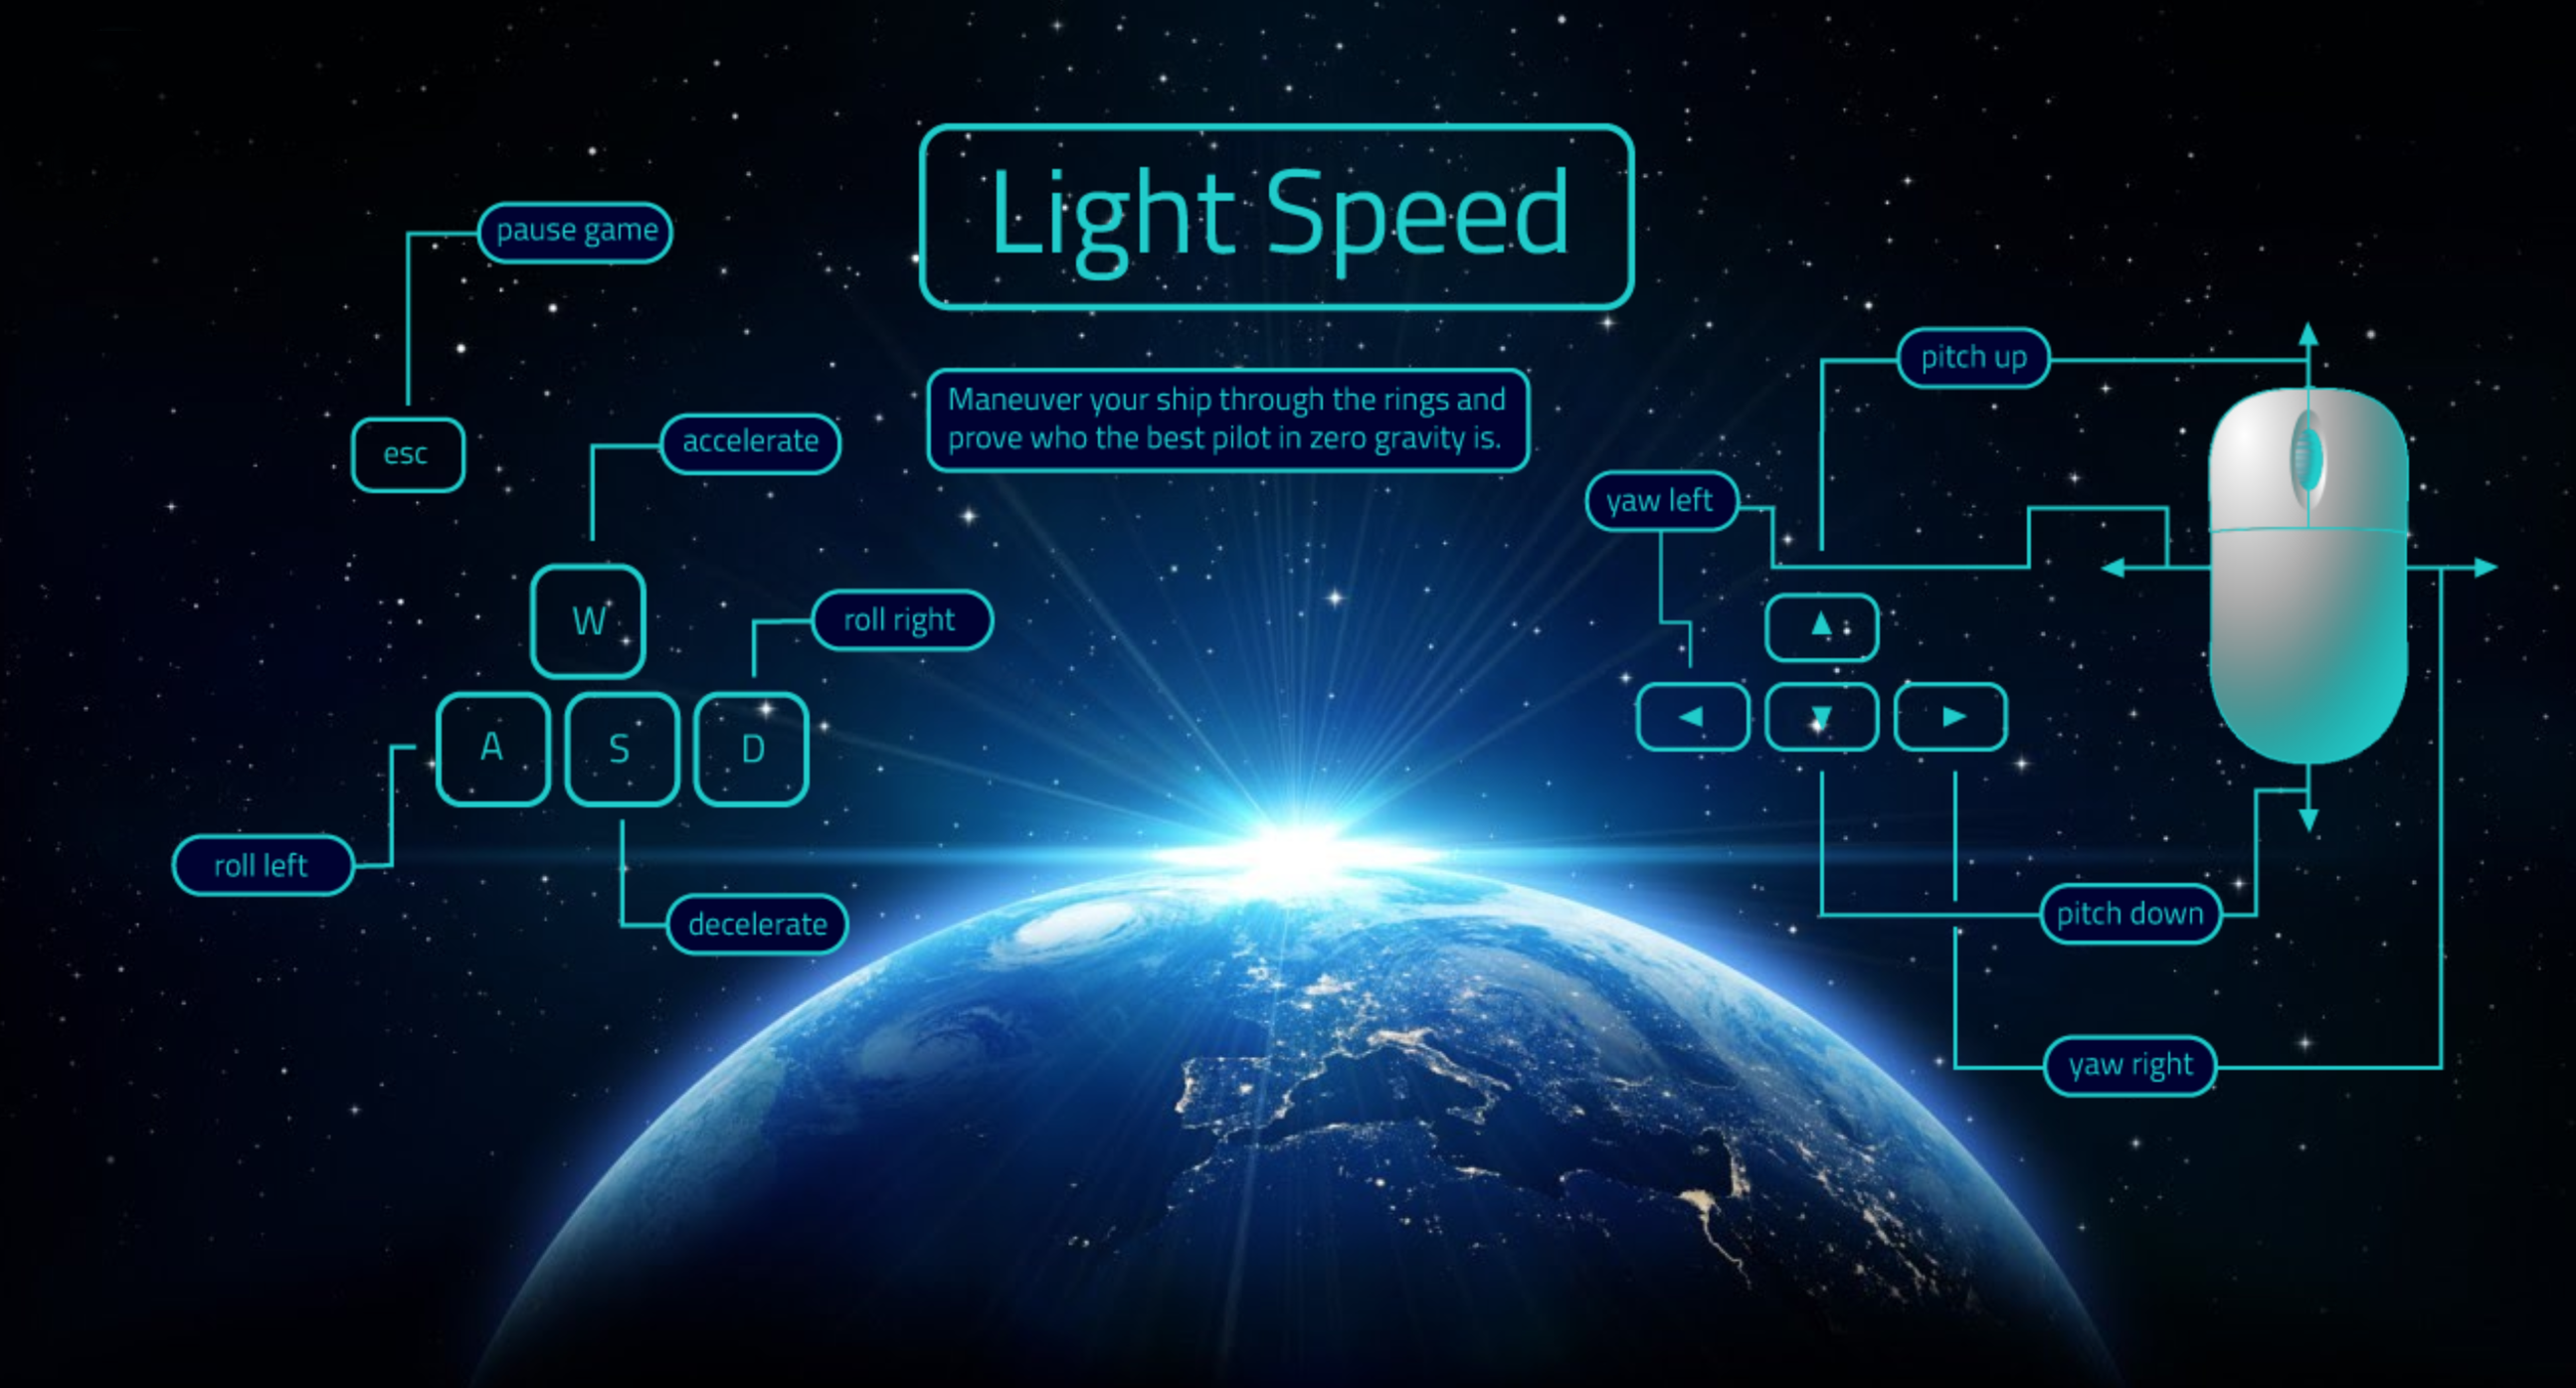 Light Speed
pause game
Maneuver your ship through the rings and
prove who the best pilot in zero gravity is.
pitch up
accelerate
esc
yaw left
W
roll right
A
S
D
roll left
decelerate
pitch down
yaw right